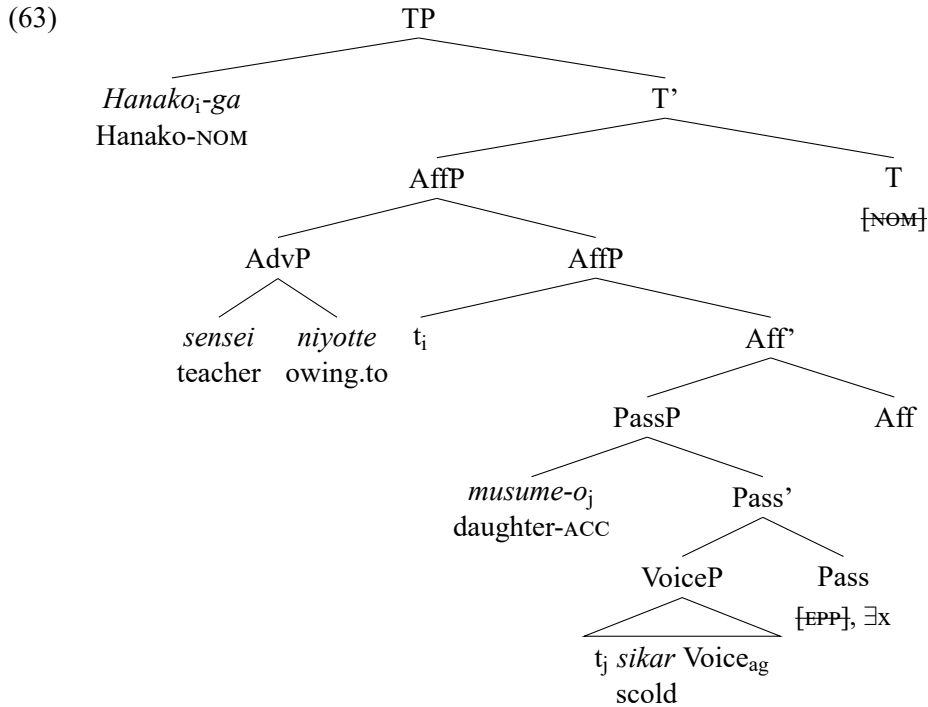 (63) TP
Hanakoᵢ-ga T’
Hanako-NOM
AffP T
[NOM]
AdvP AffP
sensei niyotte tᵢ Aff’
teacher owing.to
PassP Aff
musume-oⱼ Pass’
daughter-ACC
VoiceP Pass
[EPP], ∃x
tⱼ sikar Voiceₐg
scold